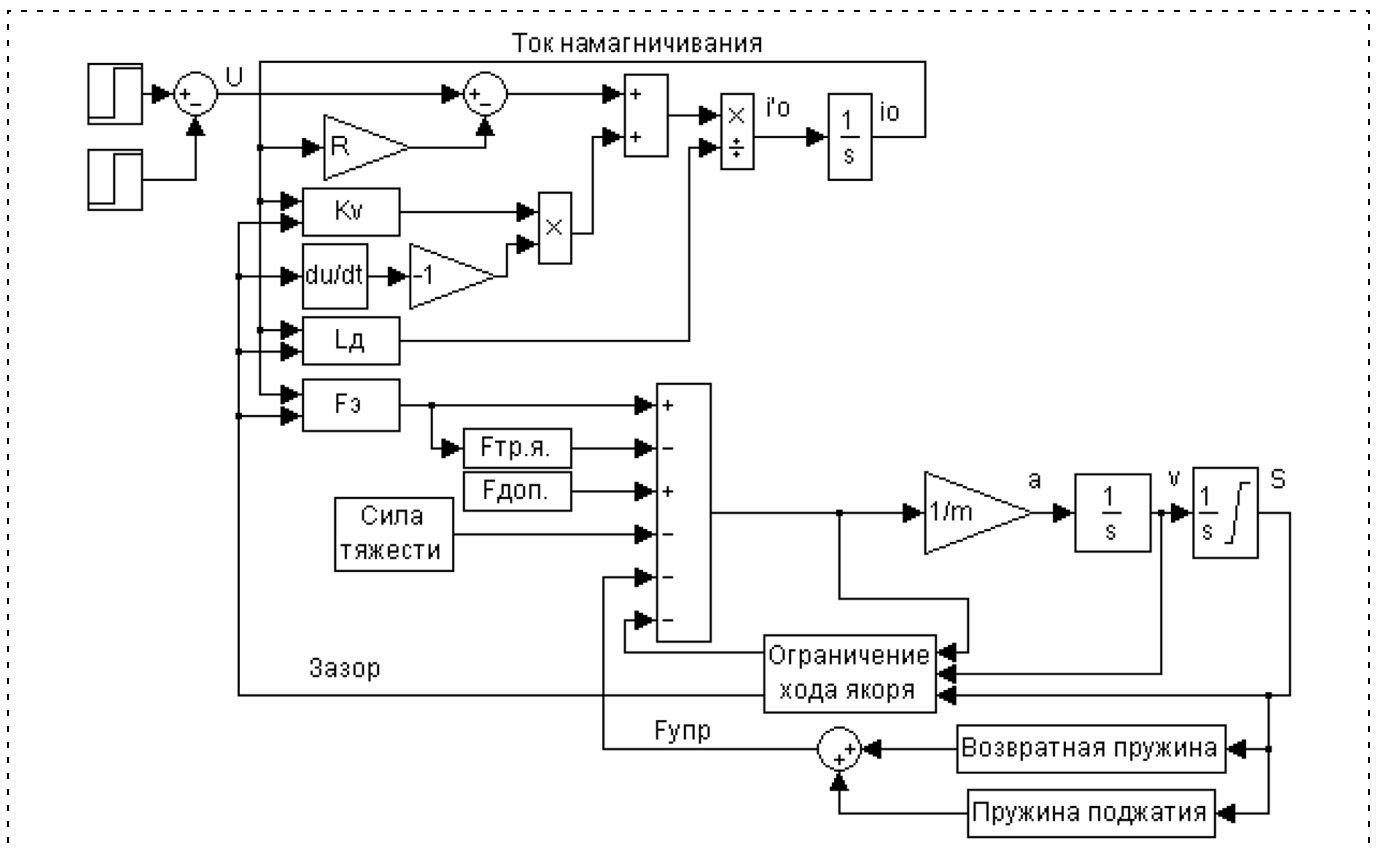 Ток намагничивания
U
+
–
+
–
+
+
×
÷
i'o
1
s
io
R
Kv
×
du/dt
-1
Lд
Fэ
+
Fтр.я.
–
Fдоп.
+
Сила
тяжести
–
–
–
1/m
a
1
s
v
1
s
S
Ограничение
хода якоря
Зазор
Fупр
+
+
Возвратная пружина
Пружина поджатия